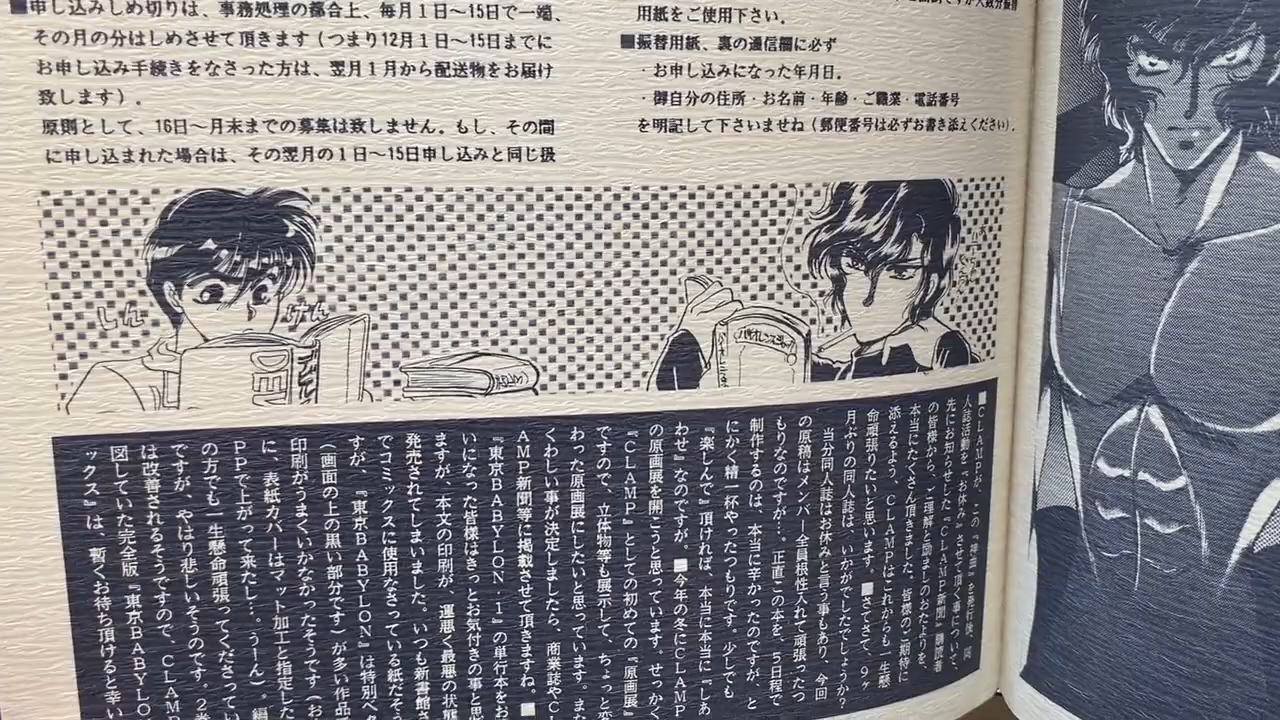 ■申し込みしめ切りは、事務処理の都合上、毎月1日〜15日で一端、
その月の分はしめさせて頂きます（つまり12月1日〜15日までに
お申し込み手続きをなさった方は、翌月1月から配送物をお届け
致します）。
原則として、16日〜月末までの募集は致しません。もし、その間
に申し込まれた場合は、その翌月の1日〜15日申し込みと同じ扱
用紙をご使用下さい。
■振替用紙、裏の通信欄に必ず
・お申し込みになった年月日。
・御自分の住所・お名前・年齢・ご職業・電話番号
を明記して下さいませね（郵便番号は必ずお書き添えください）。
しん
けん
DE
バイオレンスジャック
■CLAMPが、この『神曲』を発行後、同
人誌活動を『お休み』させて頂く事について、
先にお知らせした『CLAMP新聞』購読者
の皆様から、ご理解と励ましのおたよりを、
本当にたくさん頂きました。皆様のご期待に
添えるよう、CLAMPはこれからも一生懸
命頑張りたいと思います。■さてさて、9ヶ
月ぶりの同人誌は、いかがでしたでしょうか？
当分同人誌はお休みと言う事もあり、今回
の原稿はメンバー全員根性入れて頑張ったつ
もりなのですが…。正直この本を、5日程で
制作するのは、本当に辛かったのですが、と
にかく精一杯やったつもりです。少しでも
『楽しんで』頂ければ、本当に本当に『しあ
わせ』なのですが。■今年の冬にCLAMP
の原画展を開こうと思っています。せっかく
『CLAMP』としての初めての『原画展』
ですので、立体物等も展示して、ちょっと変
わった原画展にしたいと思っています。また
くわしい事が決定しましたら、商業誌やCL
AMP新聞等に掲載させて頂きますね。■
『東京BABYLON・1』の単行本をお
いになった皆様はきっとお気付きの事と思
ますが、本文の印刷が、運悪く最悪の状態
発売されてしまいました。いつも新書館さ
でコミックスに使用なさっている紙だそう
すが、『東京BABYLON』は特別ベタ
（画面の上の黒い部分です）が多い作品
印刷がうまくいかなかったそうです（お
に、表紙カバーはマット加工と指定した
PPで上がって来たし…。うーん）。編
の方でも一生懸命頑張ってくださってい
ですが、やはり悲しいそうのです。2巻
は改善されるそうですので、CLAMP
図していた完全版『東京BABYLO
ックス』は、暫くお待ち頂けると幸い